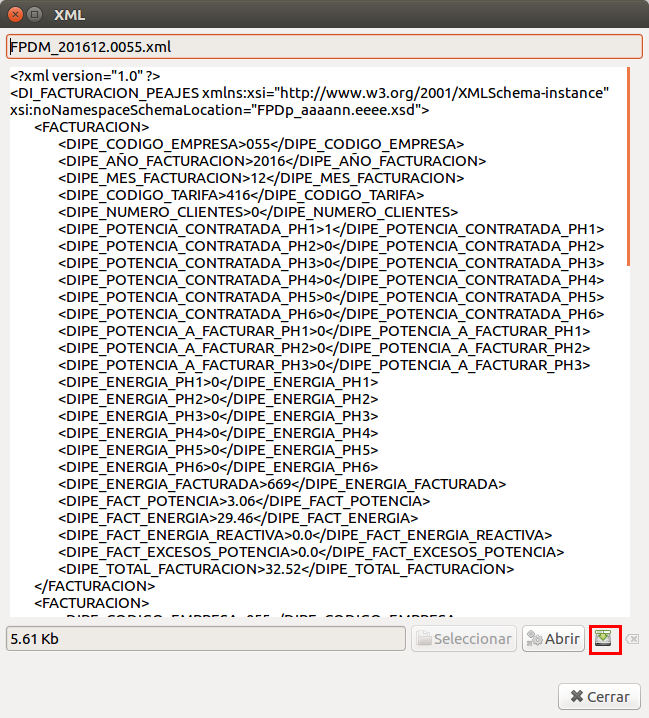 XML
FPDM_201612.0055.xml
<?xml version="1.0" ?>
<DI_FACTURACION_PEAJES xmlns:xsi="http://www.w3.org/2001/XMLSchema-instance"
xsi:noNamespaceSchemaLocation="FPDp_aaaann.eeee.xsd">
<FACTURACION>
<DIPE_CODIGO_EMPRESA>055</DIPE_CODIGO_EMPRESA>
<DIPE_AÑO_FACTURACION>2016</DIPE_AÑO_FACTURACION>
<DIPE_MES_FACTURACION>12</DIPE_MES_FACTURACION>
<DIPE_CODIGO_TARIFA>416</DIPE_CODIGO_TARIFA>
<DIPE_NUMERO_CLIENTES>0</DIPE_NUMERO_CLIENTES>
<DIPE_POTENCIA_CONTRATADA_PH1>1</DIPE_POTENCIA_CONTRATADA_PH1>
<DIPE_POTENCIA_CONTRATADA_PH2>0</DIPE_POTENCIA_CONTRATADA_PH2>
<DIPE_POTENCIA_CONTRATADA_PH3>0</DIPE_POTENCIA_CONTRATADA_PH3>
<DIPE_POTENCIA_CONTRATADA_PH4>0</DIPE_POTENCIA_CONTRATADA_PH4>
<DIPE_POTENCIA_CONTRATADA_PH5>0</DIPE_POTENCIA_CONTRATADA_PH5>
<DIPE_POTENCIA_CONTRATADA_PH6>0</DIPE_POTENCIA_CONTRATADA_PH6>
<DIPE_POTENCIA_A_FACTURAR_PH1>0</DIPE_POTENCIA_A_FACTURAR_PH1>
<DIPE_POTENCIA_A_FACTURAR_PH2>0</DIPE_POTENCIA_A_FACTURAR_PH2>
<DIPE_POTENCIA_A_FACTURAR_PH3>0</DIPE_POTENCIA_A_FACTURAR_PH3>
<DIPE_ENERGIA_PH1>0</DIPE_ENERGIA_PH1>
<DIPE_ENERGIA_PH2>0</DIPE_ENERGIA_PH2>
<DIPE_ENERGIA_PH3>0</DIPE_ENERGIA_PH3>
<DIPE_ENERGIA_PH4>0</DIPE_ENERGIA_PH4>
<DIPE_ENERGIA_PH5>0</DIPE_ENERGIA_PH5>
<DIPE_ENERGIA_PH6>0</DIPE_ENERGIA_PH6>
<DIPE_ENERGIA_FACTURADA>669</DIPE_ENERGIA_FACTURADA>
<DIPE_FACT_POTENCIA>3.06</DIPE_FACT_POTENCIA>
<DIPE_FACT_ENERGIA>29.46</DIPE_FACT_ENERGIA>
<DIPE_FACT_ENERGIA_REACTIVA>0.0</DIPE_FACT_ENERGIA_REACTIVA>
<DIPE_FACT_EXCESOS_POTENCIA>0.0</DIPE_FACT_EXCESOS_POTENCIA>
<DIPE_TOTAL_FACTURACION>32.52</DIPE_TOTAL_FACTURACION>
</FACTURACION>
<FACTURACION>
5.61 Kb
Seleccionar
Abrir
Cerrar